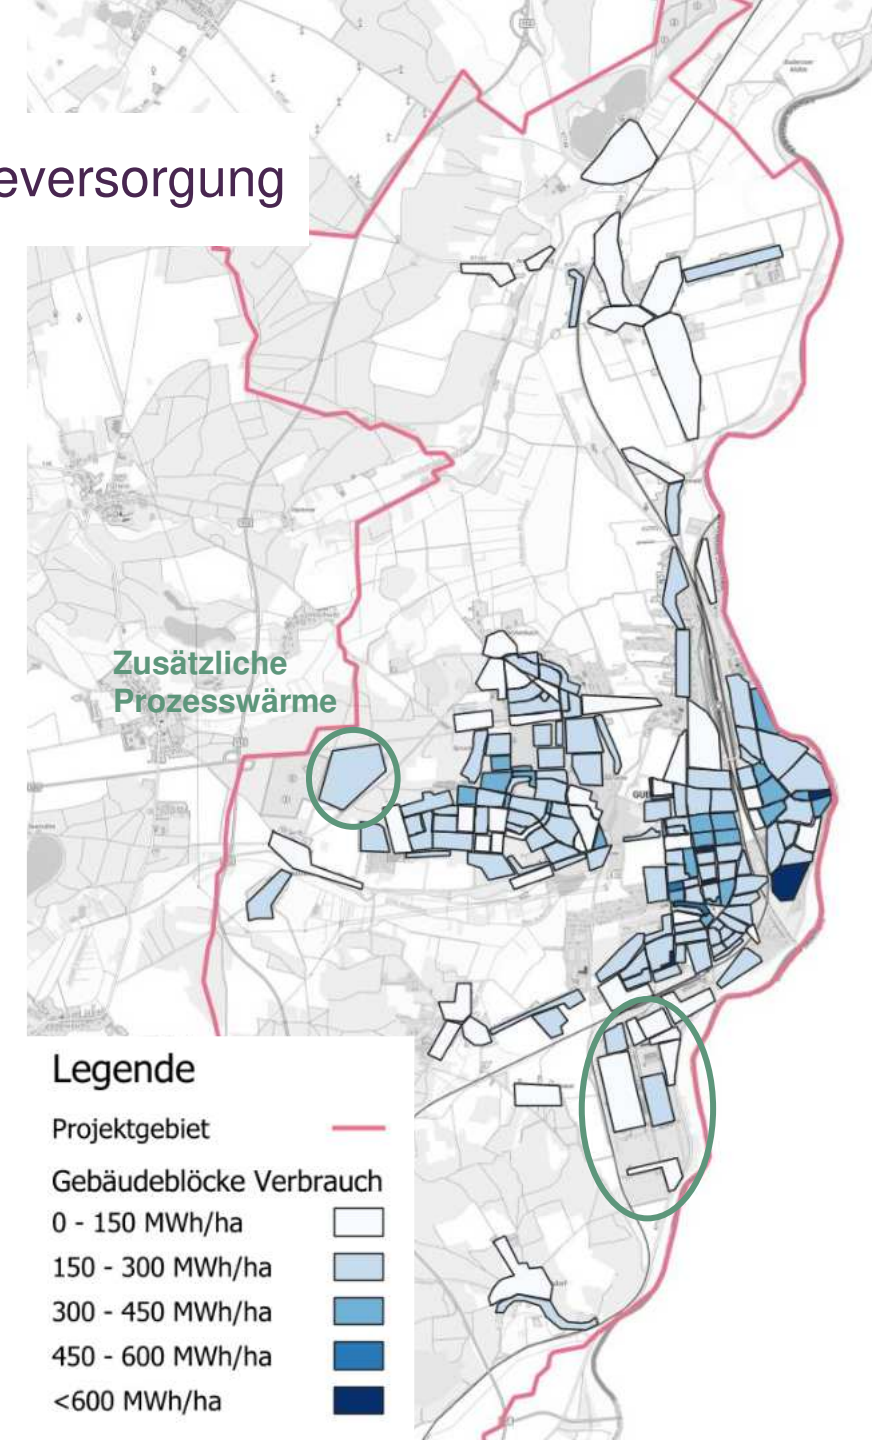 eversorgung
Zusätzliche
Prozesswärme
GUB
Legende
Projektgebiet
Gebäudeblöcke Verbrauch
0 - 150 MWh/ha
150 - 300 MWh/ha
300 - 450 MWh/ha
450 - 600 MWh/ha
<600 MWh/ha